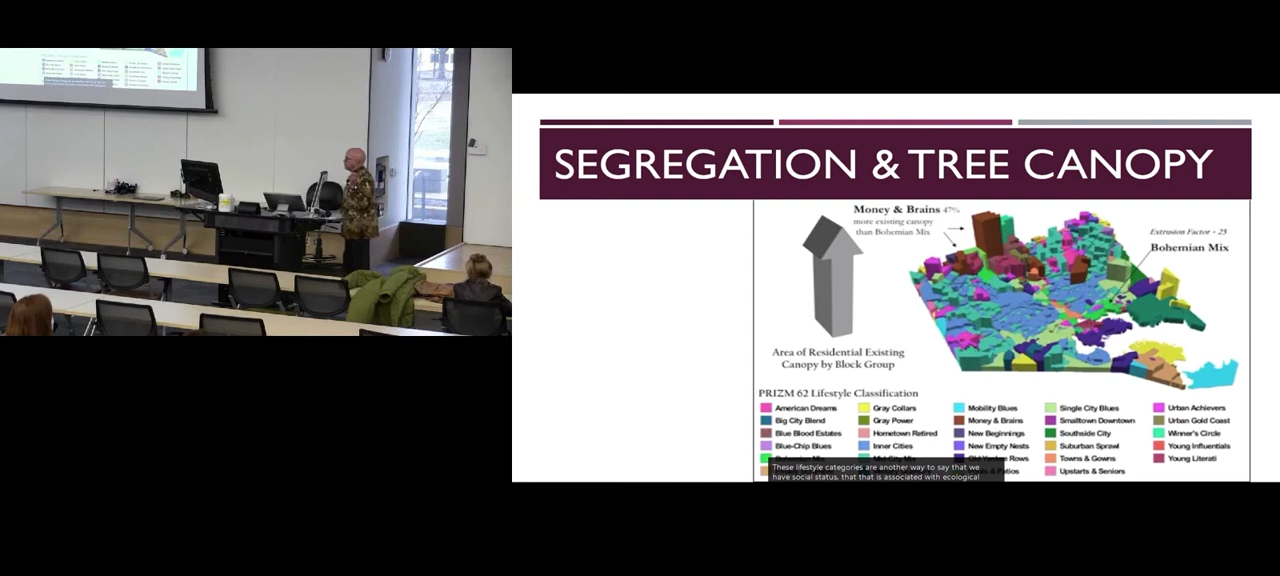 SEGREGATION & TREE CANOPY
Money & Brains 47%
more existing canopy
than Bohemian Mix
Extrusion Factor - 25
Bohemian Mix
Area of Residential Existing
Canopy by Block Group
PRIZM 62 Lifestyle Classification
American Dreams
Gray Collars
Mobility Blues
Single City Blues
Urban Achievers
Big City Blend
Gray Power
Money & Brains
Smalltown Downtown
Urban Gold Coast
Blue Blood Estates
Hometown Retired
New Beginnings
Southside City
Winner's Circle
Blue-Chip Blues
Inner Cities
New Empty Nests
Suburban Sprawl
Young Influentials
Rows
Towns & Gowns
Young Literati
Patios
Upstarts & Seniors
These lifestyle categories are another way to say that we
have social status, that that is associated with ecological